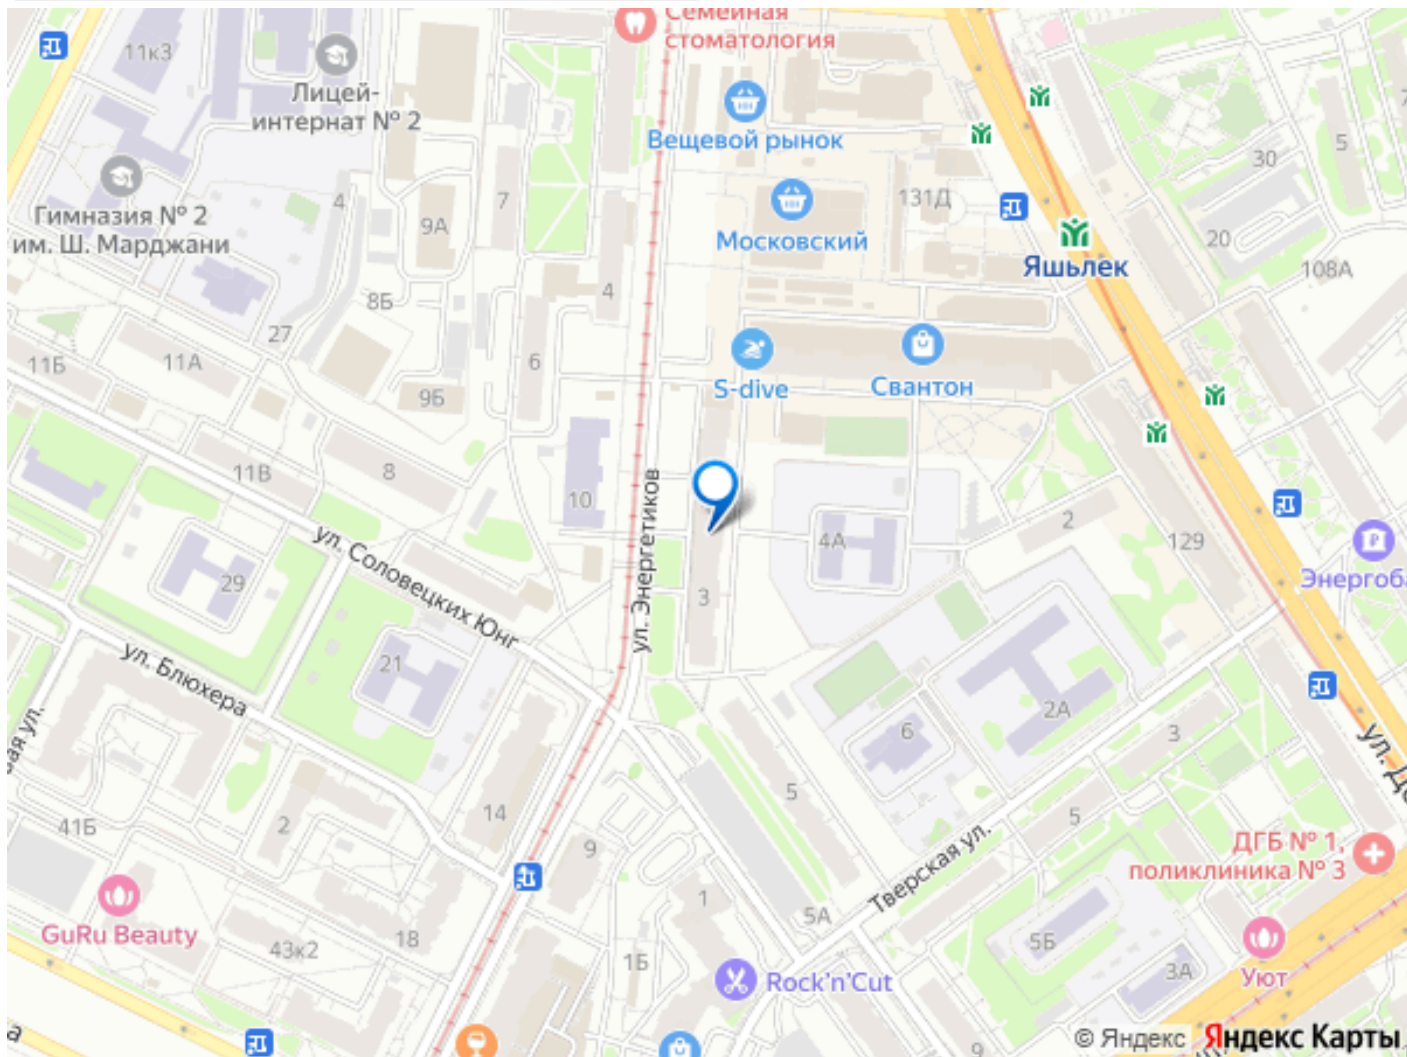 Семейная
стоматология
11к3
Лицей-
интернат № 2
Вещевой рынок
5
30
Гимназия № 2
им. Ш. Марджани
4
7
9А
131Д
Московский
20
Яшьлек
108А
8Б
4
27
11Б
11А
6
S-dive
Свантон
9Б
11В
8
10
ул. Энергетиков
2
4А
129
Энергоба
ул. Соловецких Юнг
29
3
21
ул. Блюхера
вая ул.
2А
6
3
ул. До
5
14
5
41Б
2
9
Тверская ул.
ДГБ № 1,
поликлиника № 3
1
5А
GuRu Beauty
18
43к2
5Б
1Б
3А
Rock'n'Cut
Уют
а
9
© Яндекс Яндекс Карты